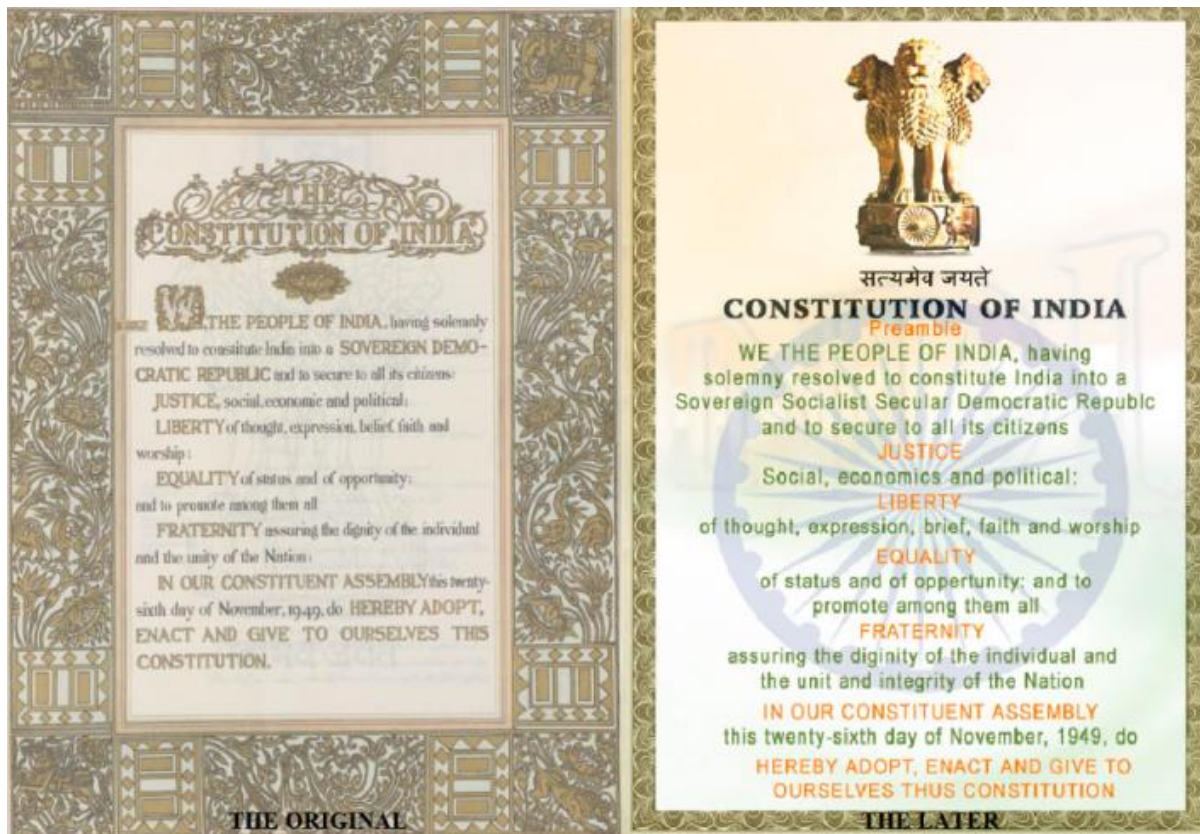 THE
CONSTITUTION OF INDIA
WE, THE PEOPLE OF INDIA, having solemnly
resolved to constitute India into a SOVEREIGN DEMO-
CRATIC REPUBLIC and to secure to all its citizens:
JUSTICE, social, economic and political;
LIBERTY of thought, expression, belief, faith and
worship;
EQUALITY of status and of opportunity;
and to promote among them all
FRATERNITY assuring the dignity of the individual
and the unity of the Nation;
IN OUR CONSTITUENT ASSEMBLY this twenty-
sixth day of November, 1949, do HEREBY ADOPT,
ENACT AND GIVE TO OURSELVES THIS
CONSTITUTION.
THE ORIGINAL
सत्यमेव जयते
CONSTITUTION OF INDIA
Preamble
WE THE PEOPLE OF INDIA, having
solemny resolved to constitute India into a
Sovereign Socialist Secular Democratic Republc
and to secure to all its citizens
JUSTICE
Social, economics and political:
LIBERTY
of thought, expression, brief, faith and worship
EQUALITY
of status and of oppertunity; and to
promote among them all
FRATERNITY
assuring the diginity of the individual and
the unit and integrity of the Nation
IN OUR CONSTITUENT ASSEMBLY
this twenty-sixth day of November, 1949, do
HEREBY ADOPT, ENACT AND GIVE TO
OURSELVES THUS CONSTITUTION
THE LATER